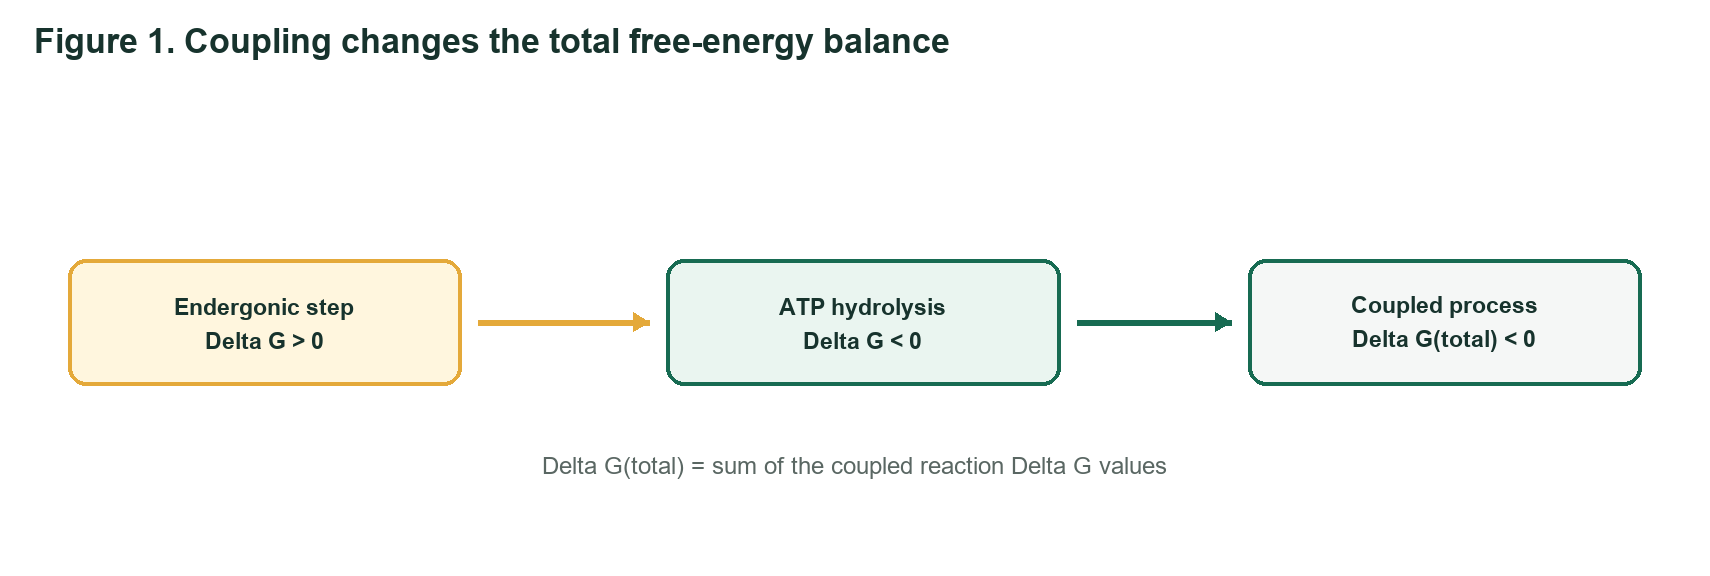 Figure 1. Coupling changes the total free-energy balance
Endergonic step
Delta G > 0
ATP hydrolysis
Delta G < 0
Coupled process
Delta G(total) < 0
Delta G(total) = sum of the coupled reaction Delta G values